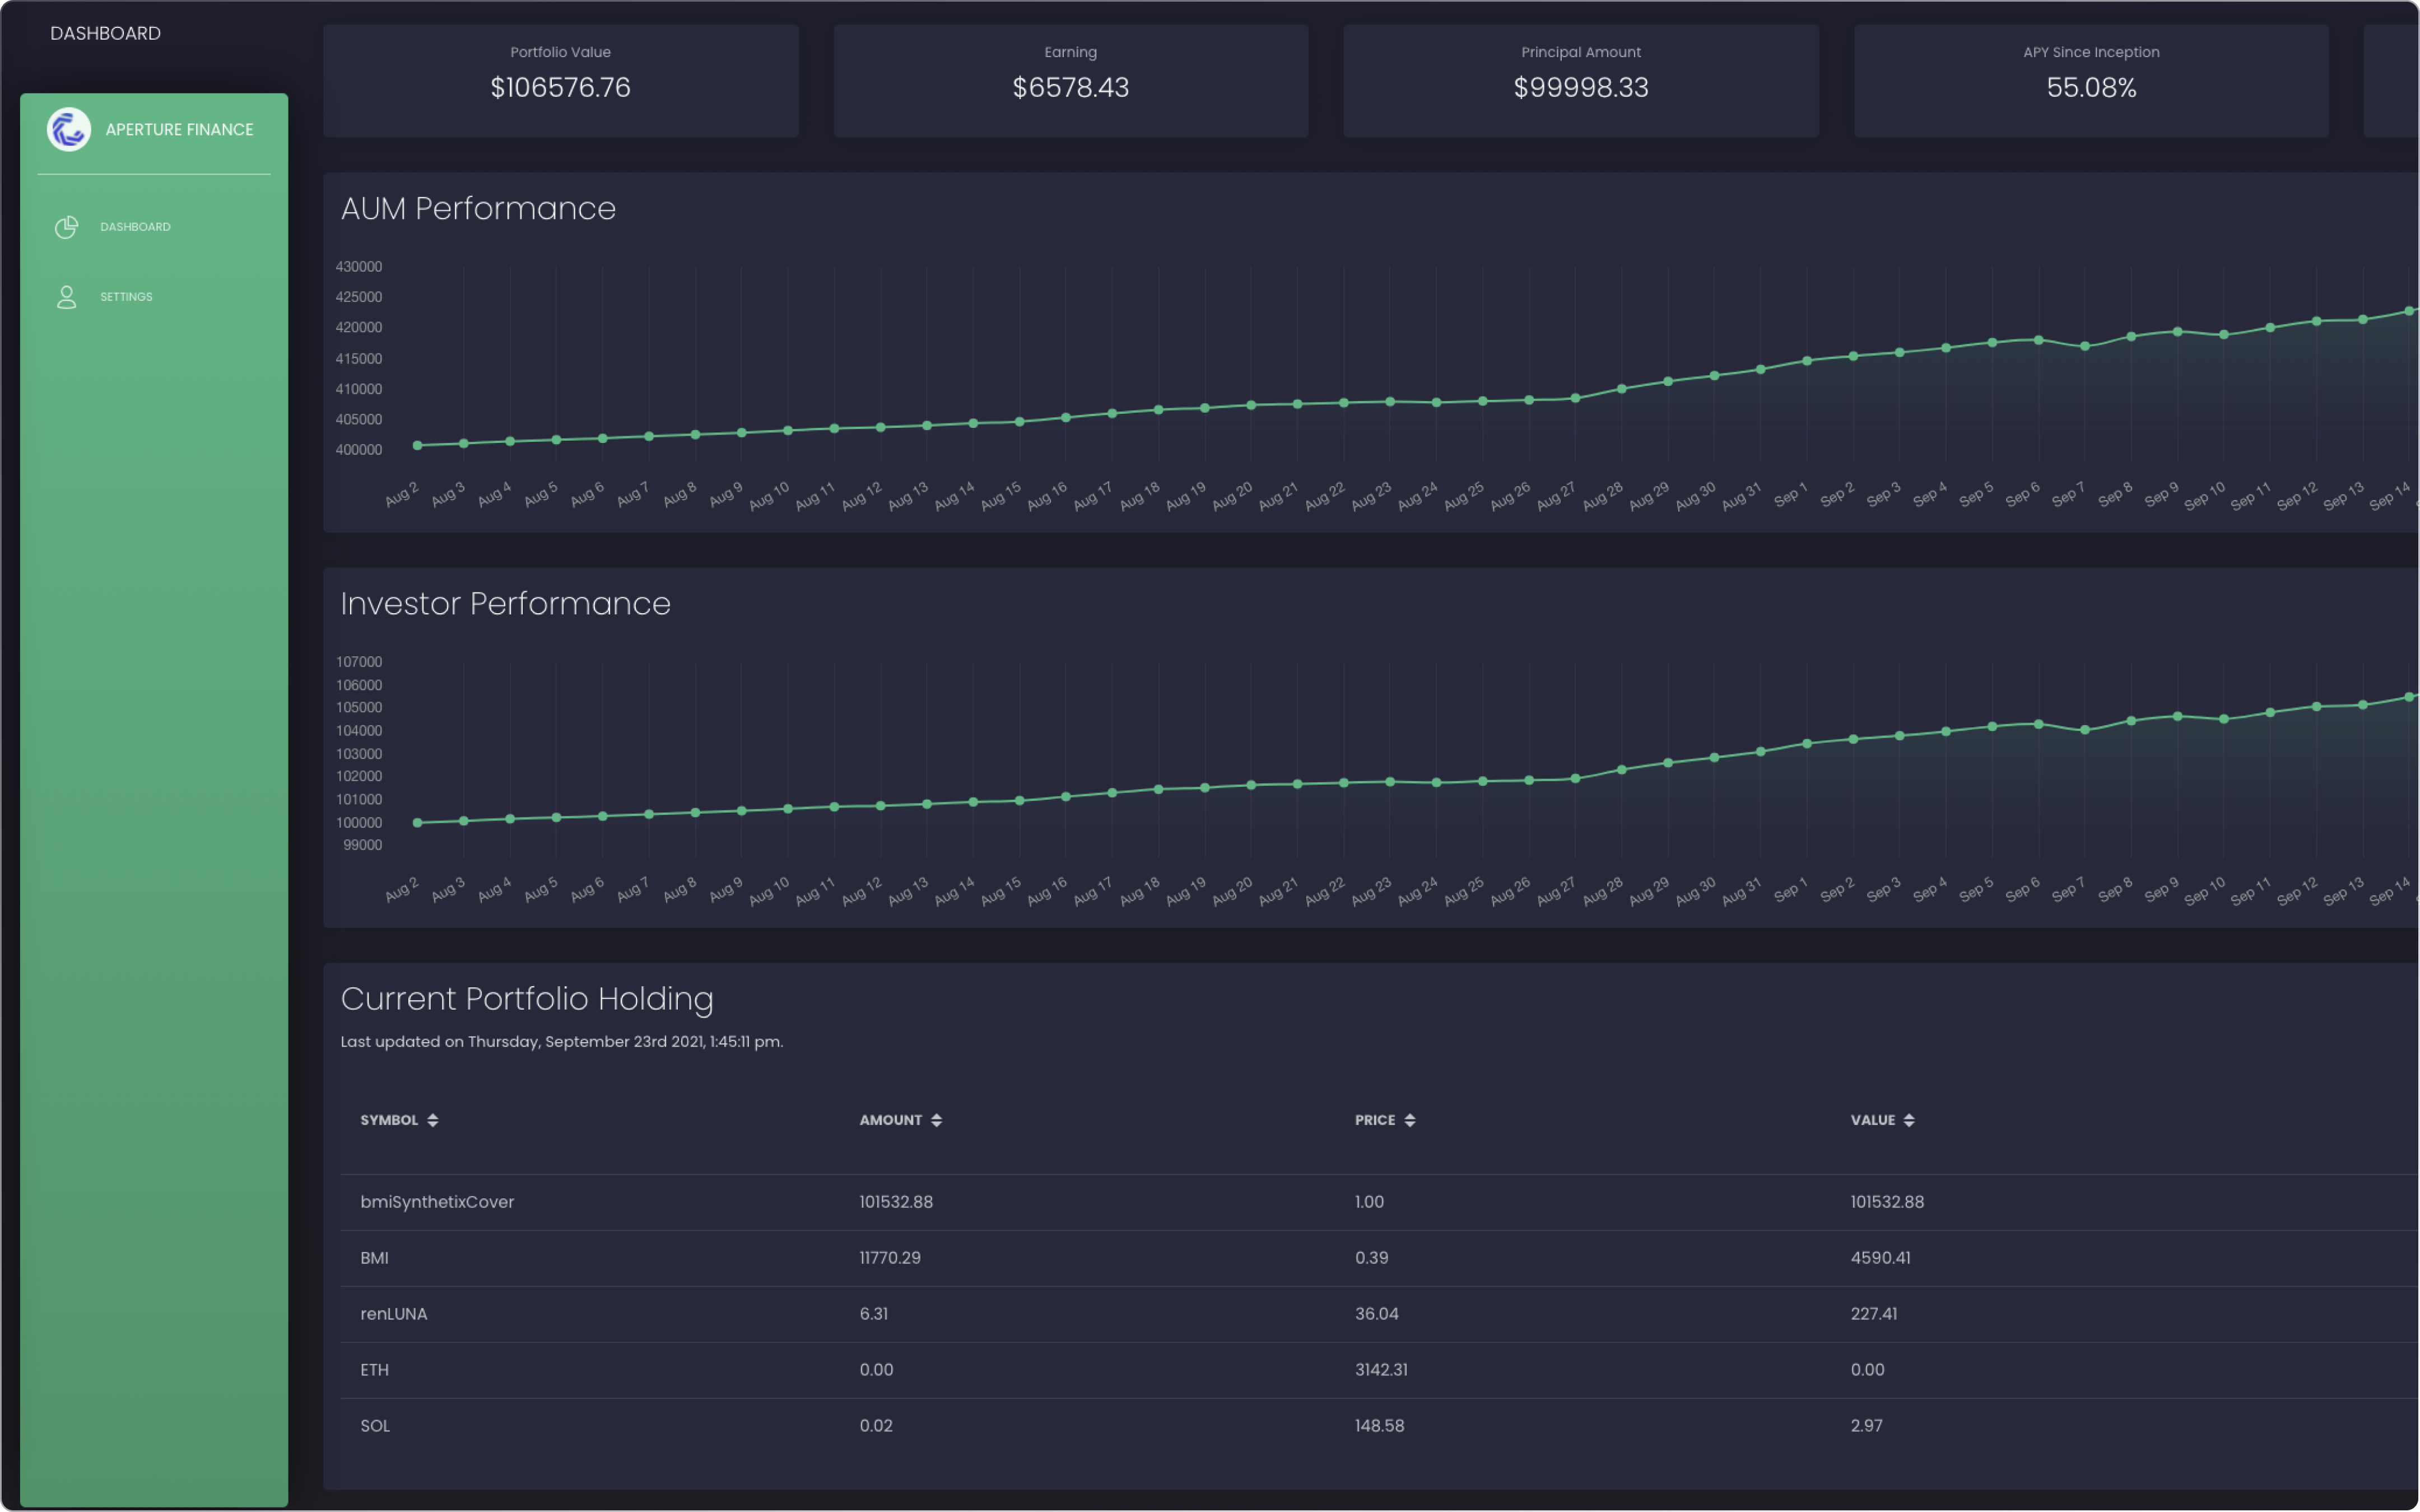 DASHBOARD
APERTURE FINANCE
DASHBOARD
SETTINGS
Portfolio Value
$106576.76
Earning
$6578.43
Principal Amount
$99998.33
APY Since Inception
55.08%
AUM Performance
430000
425000
420000
415000
410000
405000
400000
Aug 2 Aug 3 Aug 4 Aug 5 Aug 6 Aug 7 Aug 8 Aug 9 Aug 10 Aug 11 Aug 12 Aug 13 Aug 14 Aug 15 Aug 16 Aug 17 Aug 18 Aug 19 Aug 20 Aug 21 Aug 22 Aug 23 Aug 24 Aug 25 Aug 26 Aug 27 Aug 28 Aug 29 Aug 30 Aug 31 Sep 1 Sep 2 Sep 3 Sep 4 Sep 5 Sep 6 Sep 7 Sep 8 Sep 9 Sep 10 Sep 11 Sep 12 Sep 13 Sep 14
Investor Performance
107000
106000
105000
104000
103000
102000
101000
100000
99000
Aug 2 Aug 3 Aug 4 Aug 5 Aug 6 Aug 7 Aug 8 Aug 9 Aug 10 Aug 11 Aug 12 Aug 13 Aug 14 Aug 15 Aug 16 Aug 17 Aug 18 Aug 19 Aug 20 Aug 21 Aug 22 Aug 23 Aug 24 Aug 25 Aug 26 Aug 27 Aug 28 Aug 29 Aug 30 Aug 31 Sep 1 Sep 2 Sep 3 Sep 4 Sep 5 Sep 6 Sep 7 Sep 8 Sep 9 Sep 10 Sep 11 Sep 12 Sep 13 Sep 14
Current Portfolio Holding
Last updated on Thursday, September 23rd 2021, 1:45:11 pm.
SYMBOL AMOUNT PRICE VALUE
bmiSynthetixCover 101532.88 1.00 101532.88
BMI 11770.29 0.39 4590.41
renLUNA 6.31 36.04 227.41
ETH 0.00 3142.31 0.00
SOL 0.02 148.58 2.97